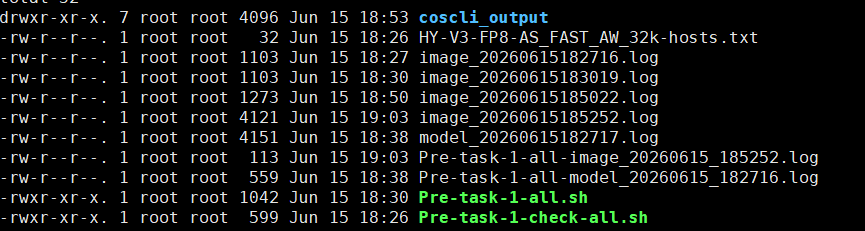 drwxr-xr-x. 7 root root 4096 Jun 15 18:53 coscli_output
-rw-r--r--. 1 root root   32 Jun 15 18:26 HY-V3-FP8-AS_FAST_AW_32k-hosts.txt
-rw-r--r--. 1 root root 1103 Jun 15 18:27 image_20260615182716.log
-rw-r--r--. 1 root root 1103 Jun 15 18:30 image_20260615183019.log
-rw-r--r--. 1 root root 1273 Jun 15 18:50 image_20260615185022.log
-rw-r--r--. 1 root root 4121 Jun 15 19:03 image_20260615185252.log
-rw-r--r--. 1 root root 4151 Jun 15 18:38 model_20260615182717.log
-rw-r--r--. 1 root root  113 Jun 15 19:03 Pre-task-1-all-image_20260615_185252.log
-rw-r--r--. 1 root root  559 Jun 15 18:38 Pre-task-1-all-model_20260615_182716.log
-rwxr-xr-x. 1 root root 1042 Jun 15 18:30 Pre-task-1-all.sh
-rwxr-xr-x. 1 root root  599 Jun 15 18:26 Pre-task-1-check-all.sh